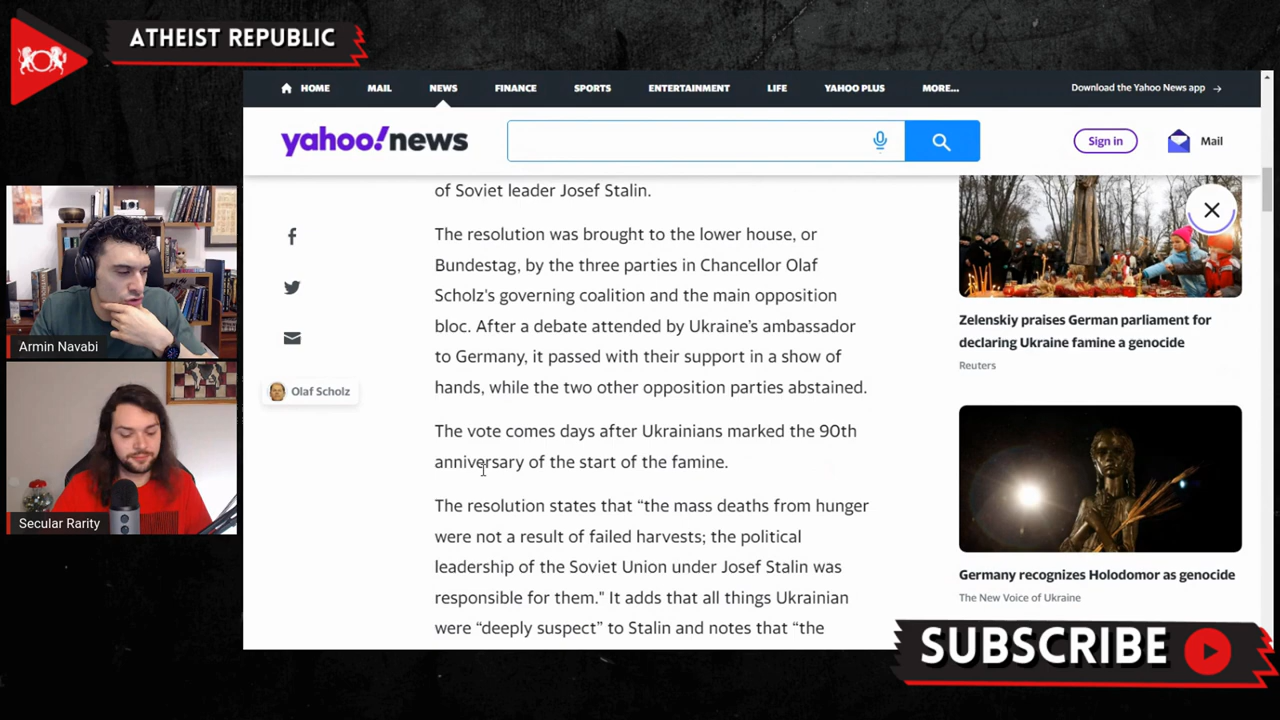 ATHEIST REPUBLIC
HOME
MAIL
NEWS
FINANCE
SPORTS
ENTERTAINMENT
LIFE
YAHOO PLUS
MORE...
Download the Yahoo News app →
yahoo!news
Sign in
Mail
of Soviet leader Josef Stalin.
The resolution was brought to the lower house, or
Bundestag, by the three parties in Chancellor Olaf
Scholz's governing coalition and the main opposition
bloc. After a debate attended by Ukraine's ambassador
to Germany, it passed with their support in a show of
hands, while the two other opposition parties abstained.
The vote comes days after Ukrainians marked the 90th
anniversary of the start of the famine.
The resolution states that “the mass deaths from hunger
were not a result of failed harvests; the political
leadership of the Soviet Union under Josef Stalin was
responsible for them." It adds that all things Ukrainian
were “deeply suspect” to Stalin and notes that “the
Olaf Scholz
Zelenskiy praises German parliament for
declaring Ukraine famine a genocide
Reuters
Germany recognizes Holodomor as genocide
The New Voice of Ukraine
Armin Navabi
Secular Rarity
SUBSCRIBE